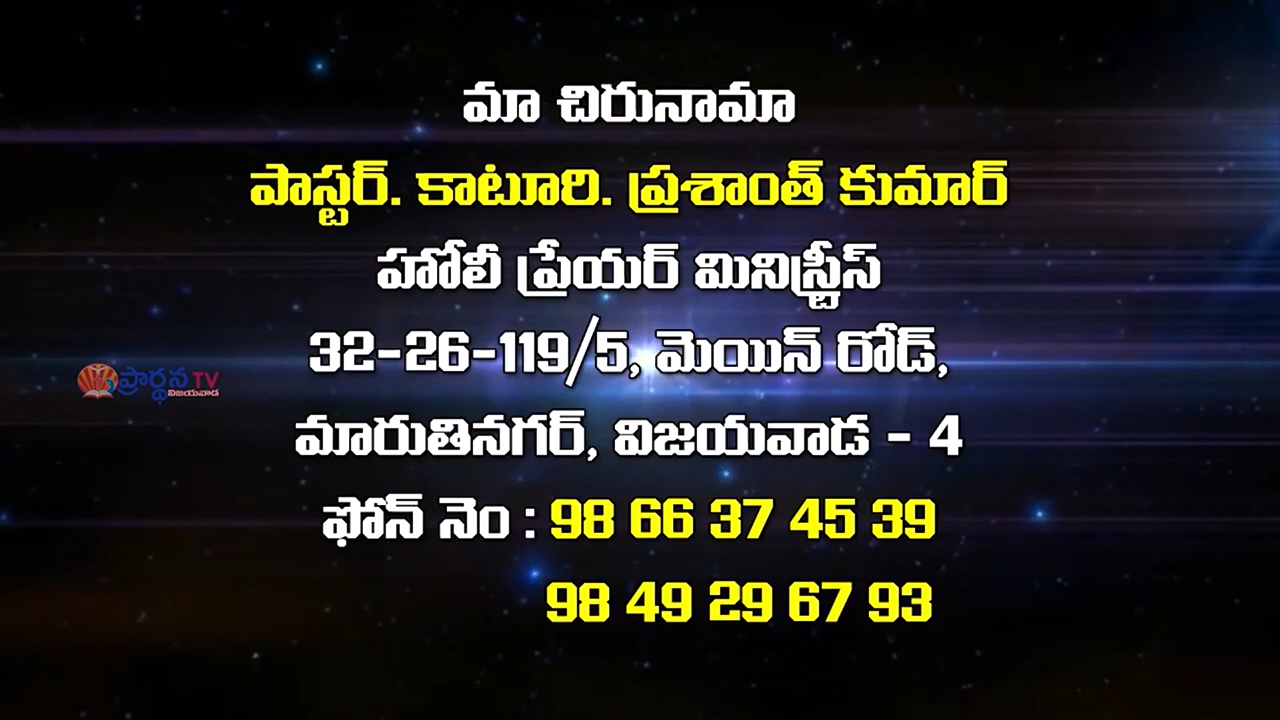 మా చిరునామా
పాస్టర్. కాటూరి. ప్రశాంత్ కుమార్
హోలీ ప్రేయర్ మినిస్ట్రీస్
32-26-119/5, మెయిన్ రోడ్,
ప్రార్థన TV
విజయవాడ
మారుతినగర్, విజయవాడ - 4
ఫోన్ నెం : 98 66 37 45 39
98 49 29 67 93